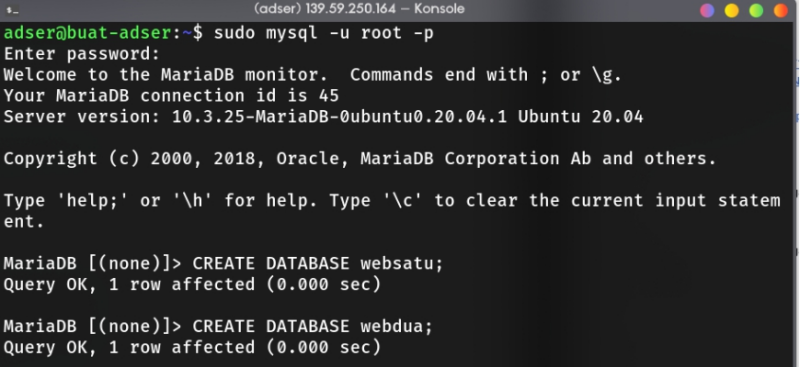 (adser) 139.59.250.164 — Konsole
adser@buat-adser:~$ sudo mysql -u root -p
Enter password:
Welcome to the MariaDB monitor.  Commands end with ; or \g.
Your MariaDB connection id is 45
Server version: 10.3.25-MariaDB-0ubuntu0.20.04.1 Ubuntu 20.04
Copyright (c) 2000, 2018, Oracle, MariaDB Corporation Ab and others.
Type 'help;' or '\h' for help. Type '\c' to clear the current input statem
ent.
MariaDB [(none)]> CREATE DATABASE websatu;
Query OK, 1 row affected (0.000 sec)
MariaDB [(none)]> CREATE DATABASE webdua;
Query OK, 1 row affected (0.000 sec)